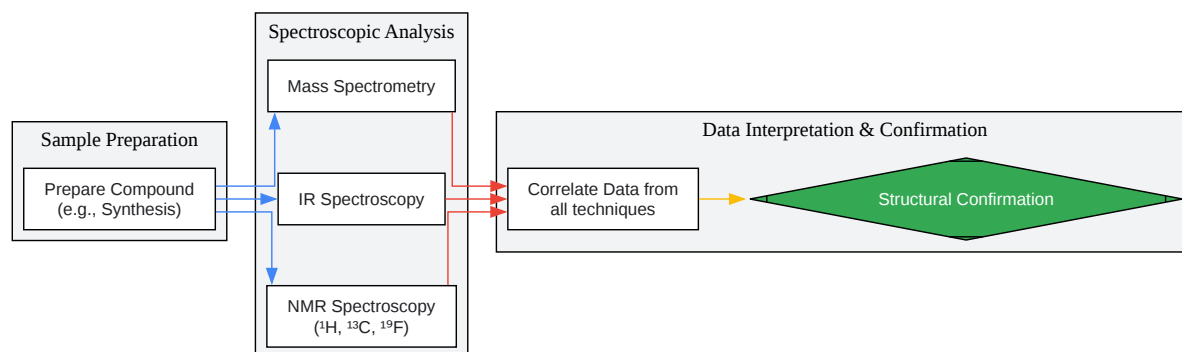 Sample Preparation
Prepare Compound
(e.g., Synthesis)
Spectroscopic Analysis
Mass Spectrometry
IR Spectroscopy
NMR Spectroscopy
(¹H, ¹³C, ¹⁹F)
Data Interpretation & Confirmation
Correlate Data from
all techniques
Structural Confirmation